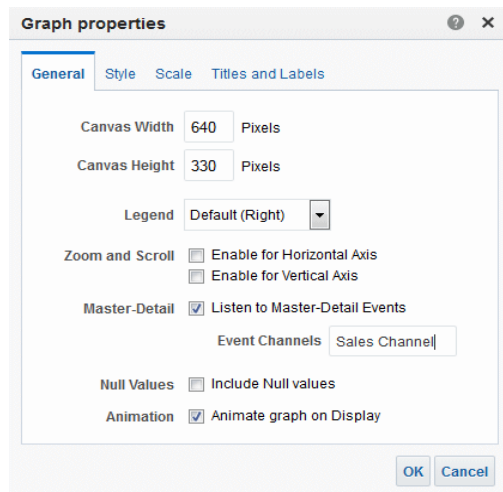 Graph properties
General Style Scale Titles and Labels
Canvas Width 640 Pixels
Canvas Height 330 Pixels
Legend Default (Right)
Zoom and Scroll Enable for Horizontal Axis
Enable for Vertical Axis
Master-Detail Listen to Master-Detail Events
Event Channels Sales Channel
Null Values Include Null values
Animation Animate graph on Display
OK Cancel